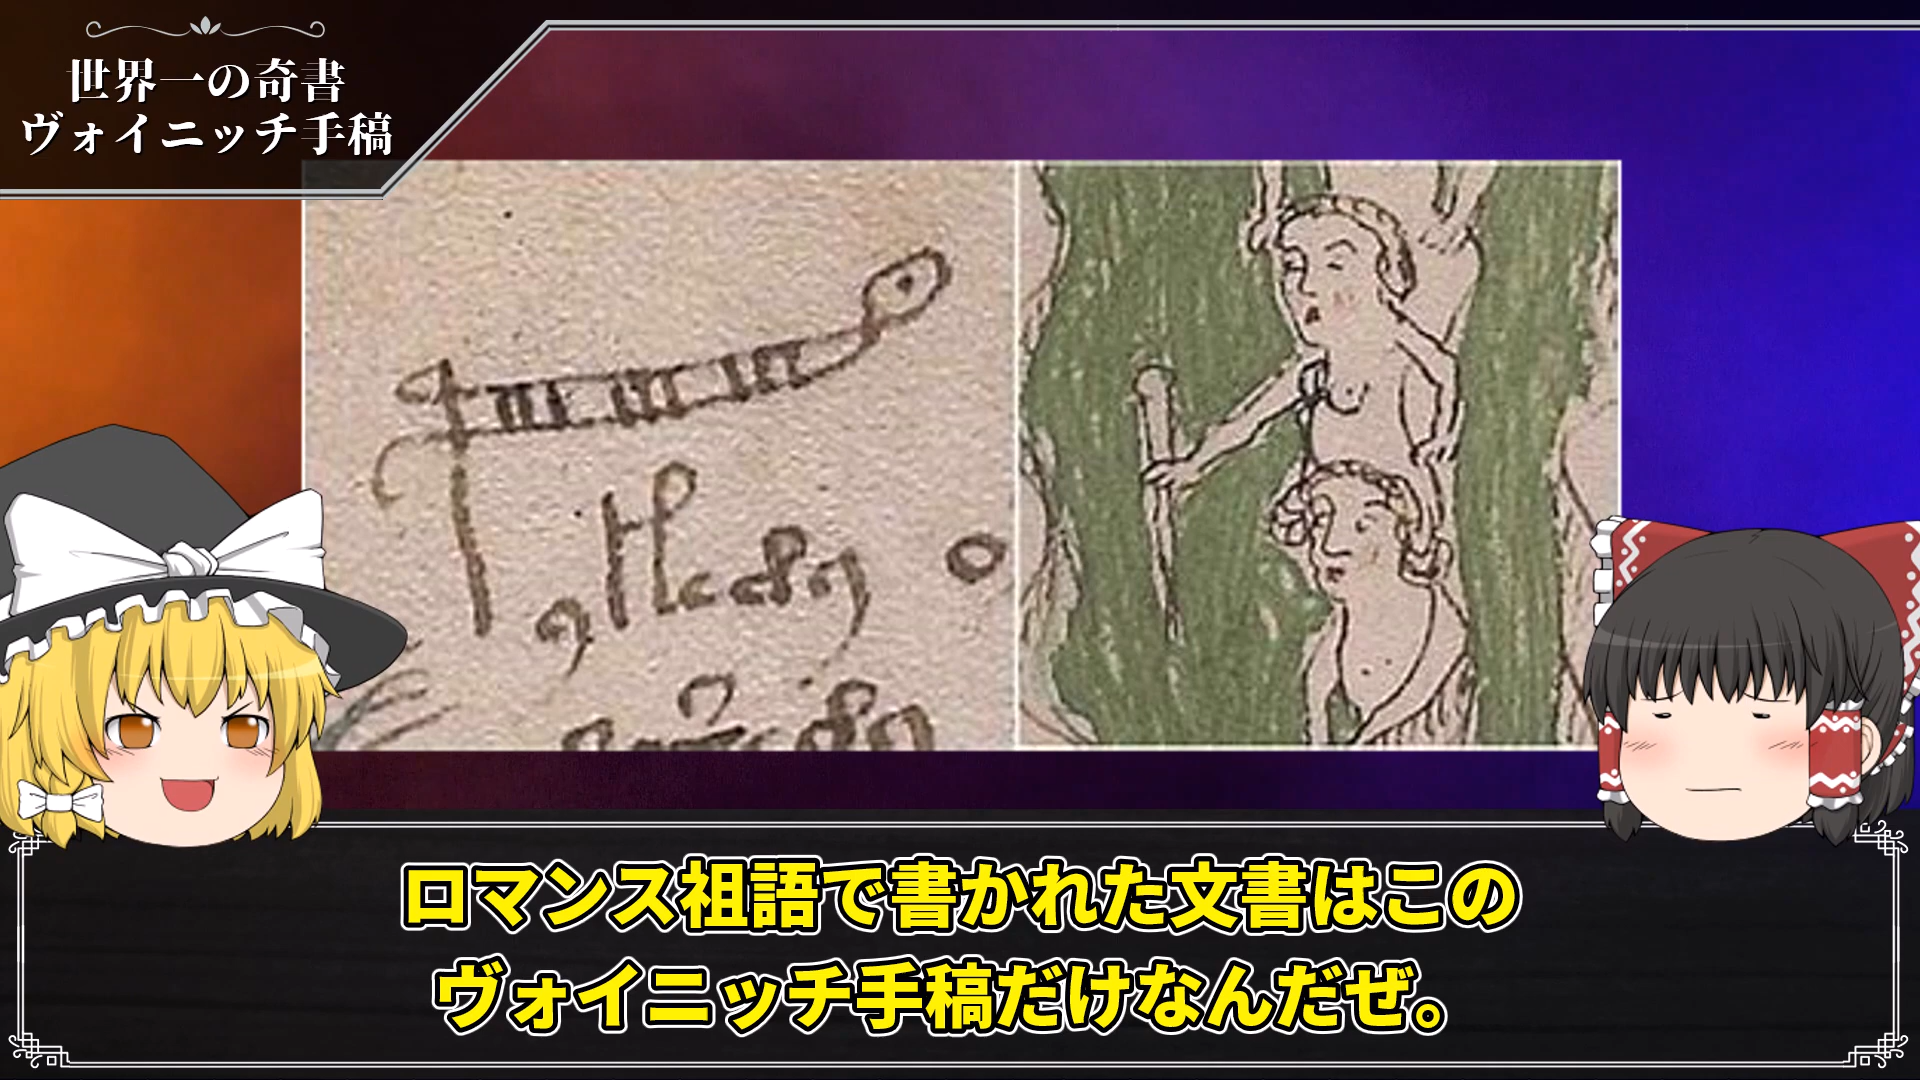 世界一の奇書
ヴォイニッチ手稿
ロマンス祖語で書かれた文書はこの
ヴォイニッチ手稿だけなんだぜ。